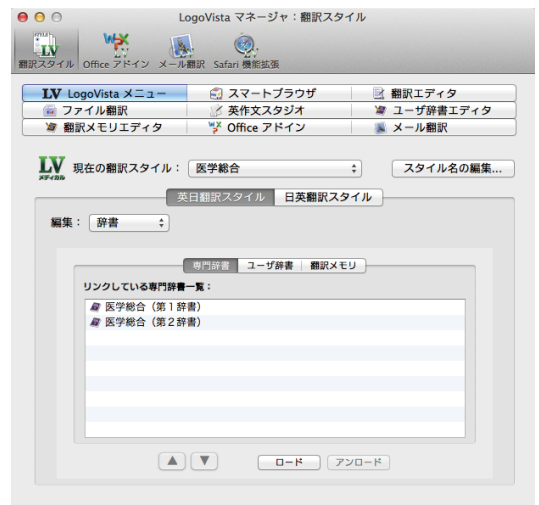 LogoVista マネージャ：翻訳スタイル
翻訳スタイル Office アドイン メール翻訳 Safari 機能拡張
LV LogoVista メニュー スマートブラウザ 翻訳エディタ
ファイル翻訳 英作文スタジオ ユーザ辞書エディタ
翻訳メモリエディタ Office アドイン メール翻訳
LV メディカル 現在の翻訳スタイル： 医学総合 スタイル名の編集...
英日翻訳スタイル 日英翻訳スタイル
編集： 辞書
専門辞書 ユーザ辞書 翻訳メモリ
リンクしている専門辞書一覧：
医学総合（第１辞書）
医学総合（第２辞書）
ロード アンロード